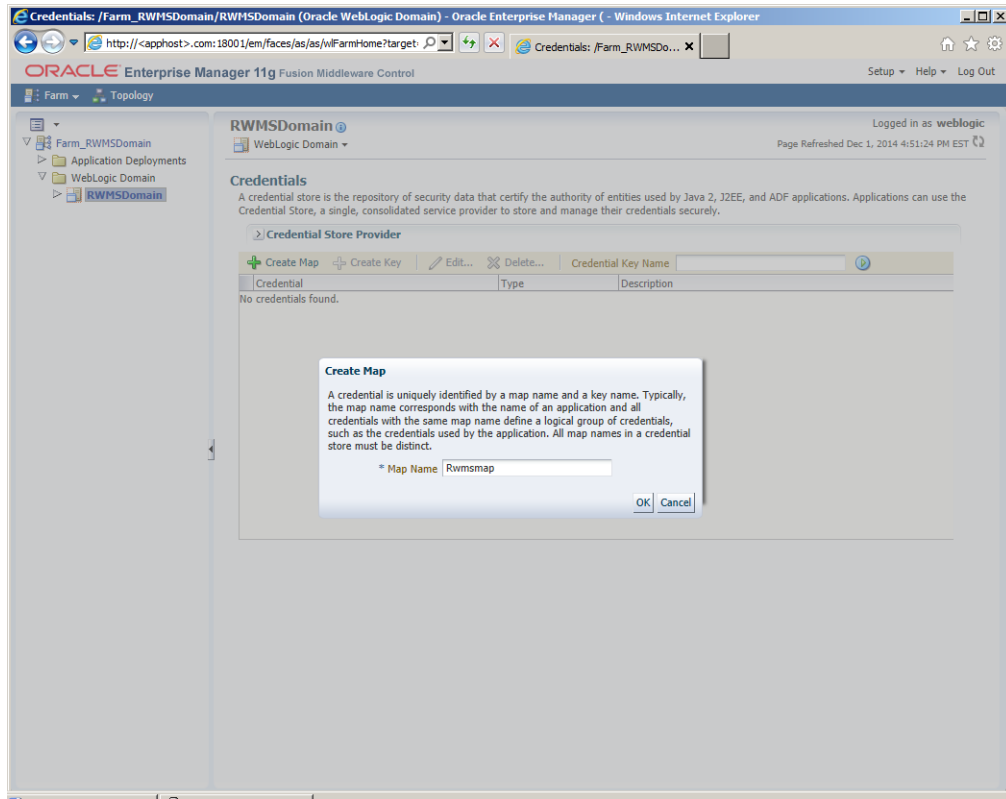 Credentials: /Farm_RWMSDomain/RWMSDomain (Oracle WebLogic Domain) - Oracle Enterprise Manager ( - Windows Internet Explorer
http://<apphost>.com:18001/em/faces/as/as/wlFarmHome?target
Credentials: /Farm_RWMSDo... X
ORACLE Enterprise Manager 11g Fusion Middleware Control
Setup Help Log Out
Farm Topology
RWMSDomain
Logged in as weblogic
WebLogic Domain
Page Refreshed Dec 1, 2014 4:51:24 PM EST
Farm_RWMSDomain
Application Deployments
WebLogic Domain
RWMSDomain
Credentials
A credential store is the repository of security data that certify the authority of entities used by Java 2, J2EE, and ADF applications. Applications can use the
Credential Store, a single, consolidated service provider to store and manage their credentials securely.
Credential Store Provider
Create Map Create Key Edit... Delete... Credential Key Name
Credential Type Description
No credentials found.
Create Map
A credential is uniquely identified by a map name and a key name. Typically,
the map name corresponds with the name of an application and all
credentials with the same map name define a logical group of credentials,
such as the credentials used by the application. All map names in a credential
store must be distinct.
* Map Name Rwmsmap
OK Cancel